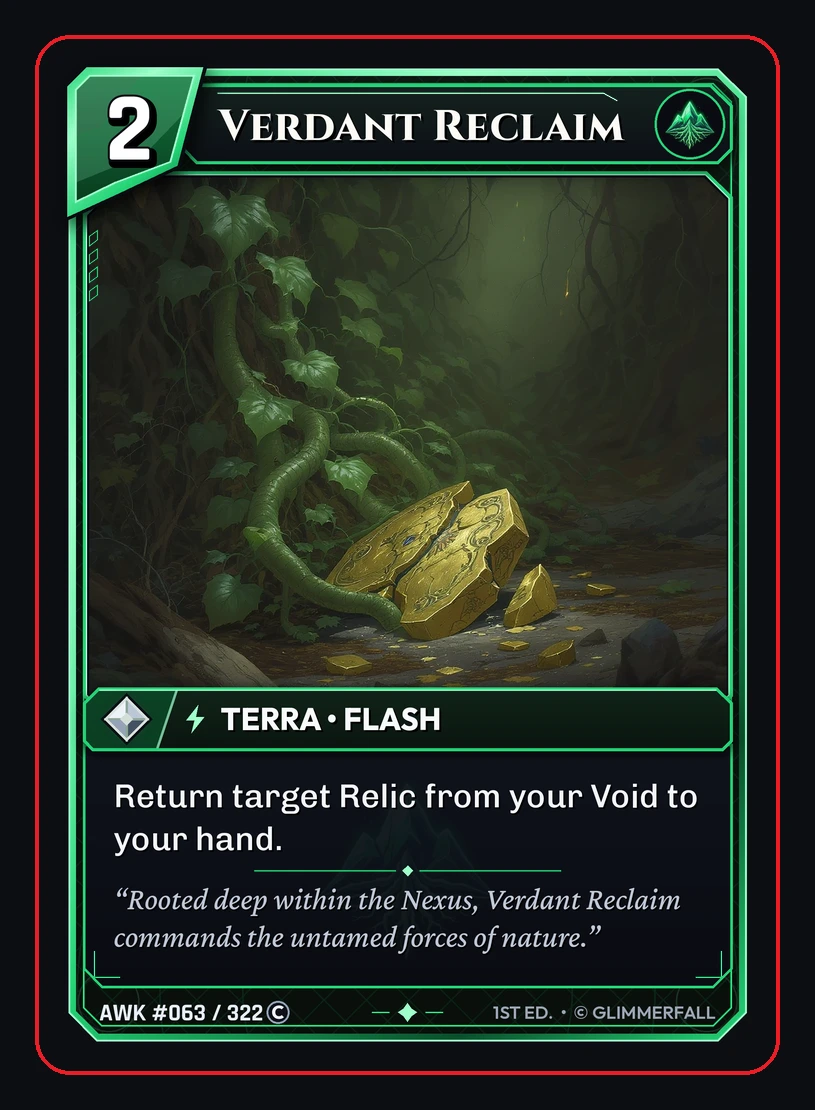 2
VERDANT RECLAIM
TERRA • FLASH
Return target Relic from your Void to
your hand.
“Rooted deep within the Nexus, Verdant Reclaim
commands the untamed forces of nature.”
AWK #063 / 322 Ⓒ
1ST ED. • © GLIMMERFALL